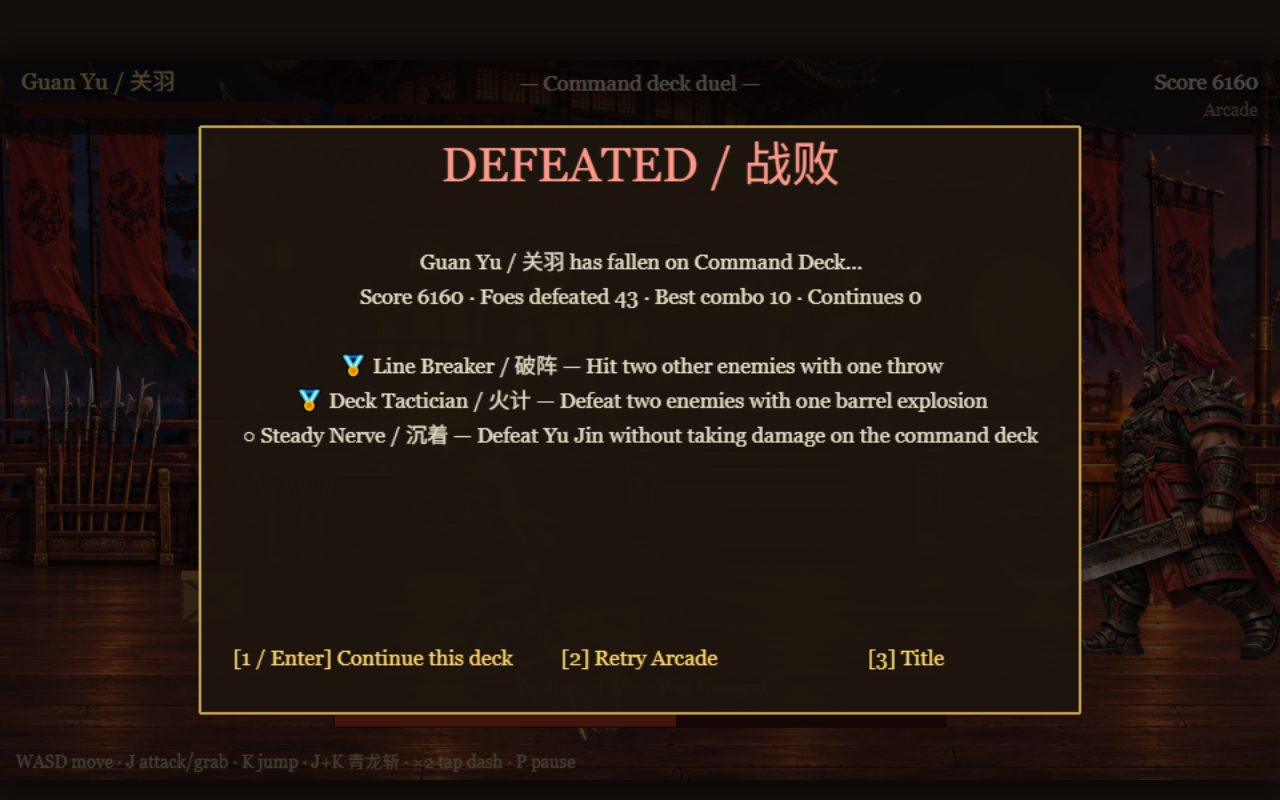 Guan Yu / 关羽
— Command deck duel —
Score 6160
Arcade
DEFEATED / 战败
Guan Yu / 关羽 has fallen on Command Deck...
Score 6160 · Foes defeated 43 · Best combo 10 · Continues 0
🏅 Line Breaker / 破阵 — Hit two other enemies with one throw
🏅 Deck Tactician / 火计 — Defeat two enemies with one barrel explosion
○ Steady Nerve / 沉着 — Defeat Yu Jin without taking damage on the command deck
[1 / Enter] Continue this deck [2] Retry Arcade [3] Title
WASD move · J attack/grab · K jump · J+K 青龙斩 · ×2 tap dash · P pause